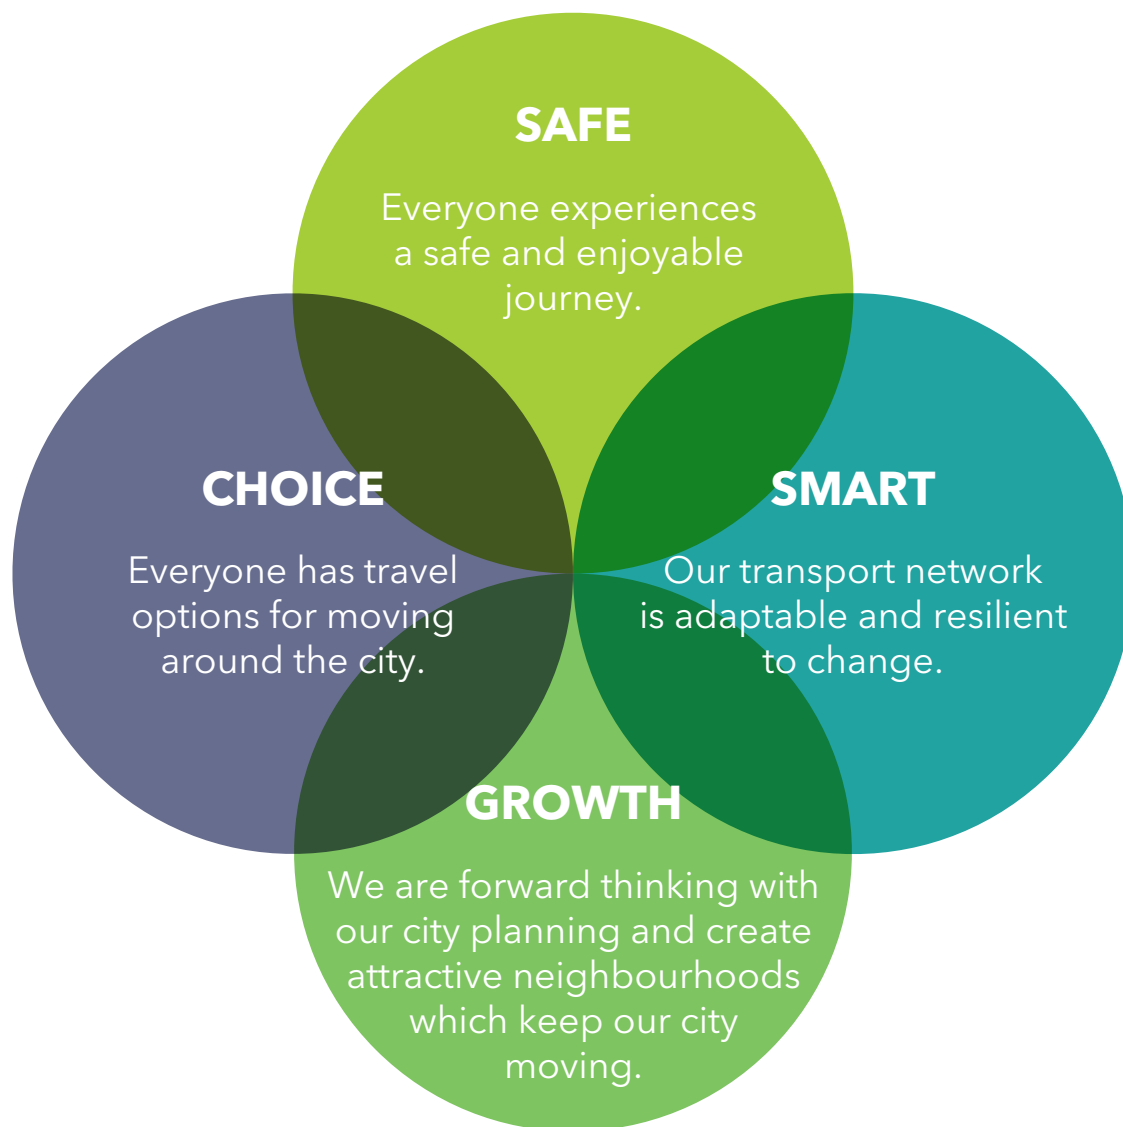 SAFE
Everyone experiences
a safe and enjoyable
journey.
CHOICE
Everyone has travel
options for moving
around the city.
SMART
Our transport network
is adaptable and resilient
to change.
GROWTH
We are forward thinking with
our city planning and create
attractive neighbourhoods
which keep our city
moving.